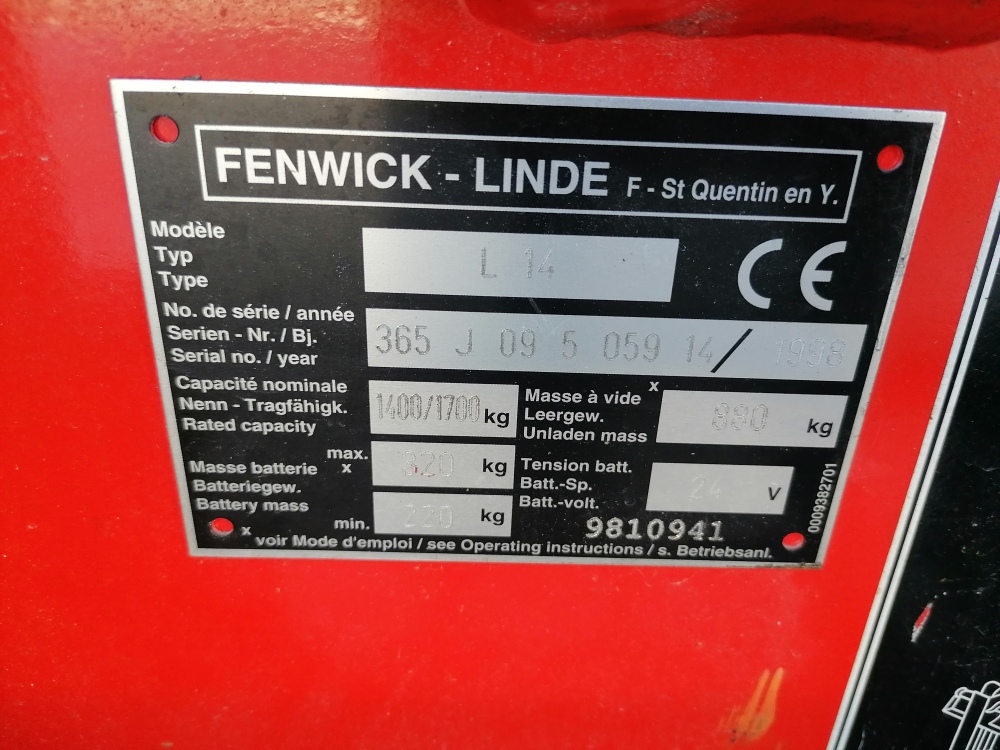 FENWICK - LINDE F - St Quentin en Y.
Modèle
Typ
Type
L 14
CE
No. de série / année
Serien - Nr. / Bj.
Serial no. / year
365 J 09 5 059 14 / 1998
Capacité nominale
Nenn - Tragfähigk.
Rated capacity
1400/1700 kg
Masse à vide x
Leergew.
Unladen mass
880 kg
Masse batterie x
Batteriegew.
Battery mass
max. 320 kg
min. 220 kg
Tension batt.
Batt.-Sp.
Batt.-volt.
24 V
9810941
0009382701
x voir Mode d'emploi / see Operating instructions / s. Betriebsanl.